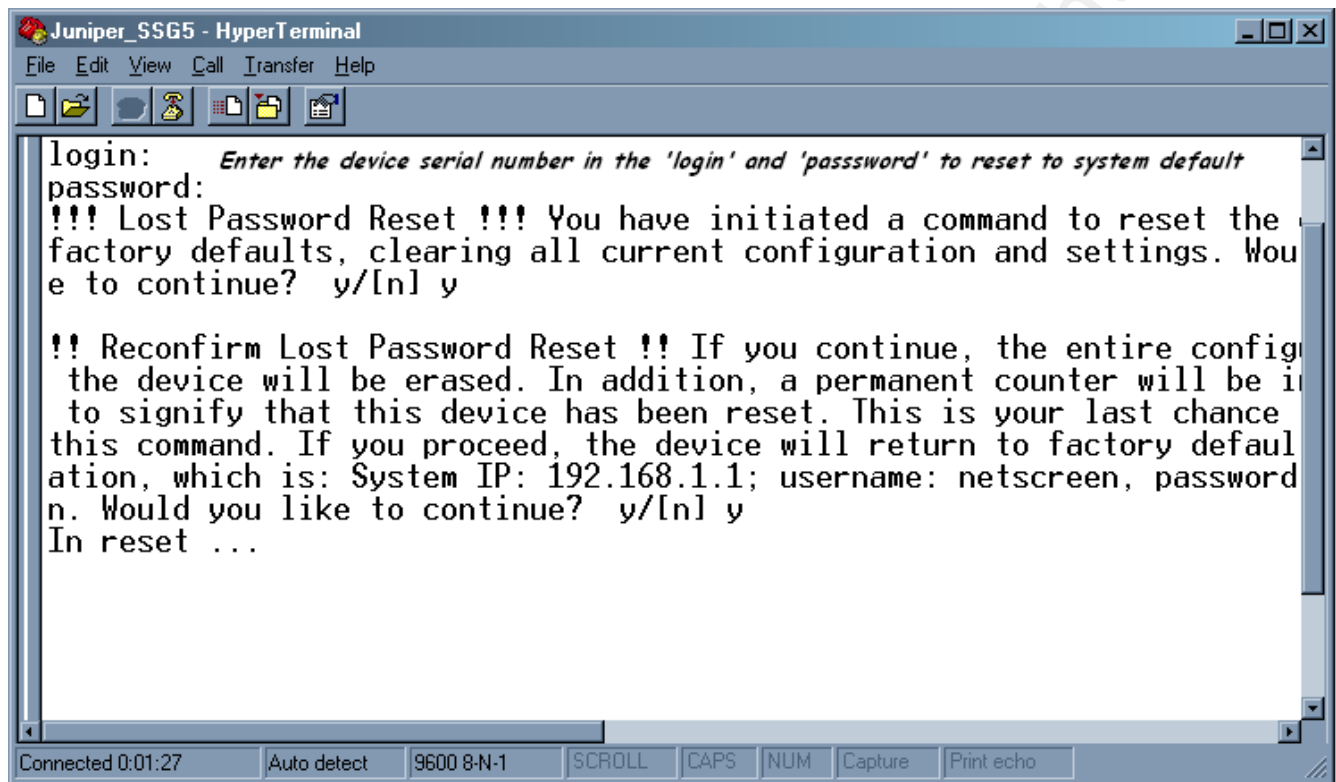 Juniper_SSG5 - HyperTerminal
File Edit View Call Transfer Help
login: Enter the device serial number in the 'login' and 'passsword' to reset to system default
password:
!!! Lost Password Reset !!! You have initiated a command to reset the
factory defaults, clearing all current configuration and settings. Wou
e to continue? y/[n] y
!! Reconfirm Lost Password Reset !! If you continue, the entire config
the device will be erased. In addition, a permanent counter will be i
to signify that this device has been reset. This is your last chance
this command. If you proceed, the device will return to factory defaul
ation, which is: System IP: 192.168.1.1; username: netscreen, password
n. Would you like to continue? y/[n] y
In reset ...
Connected 0:01:27 Auto detect 9600 8-N-1 SCROLL CAPS NUM Capture Print echo